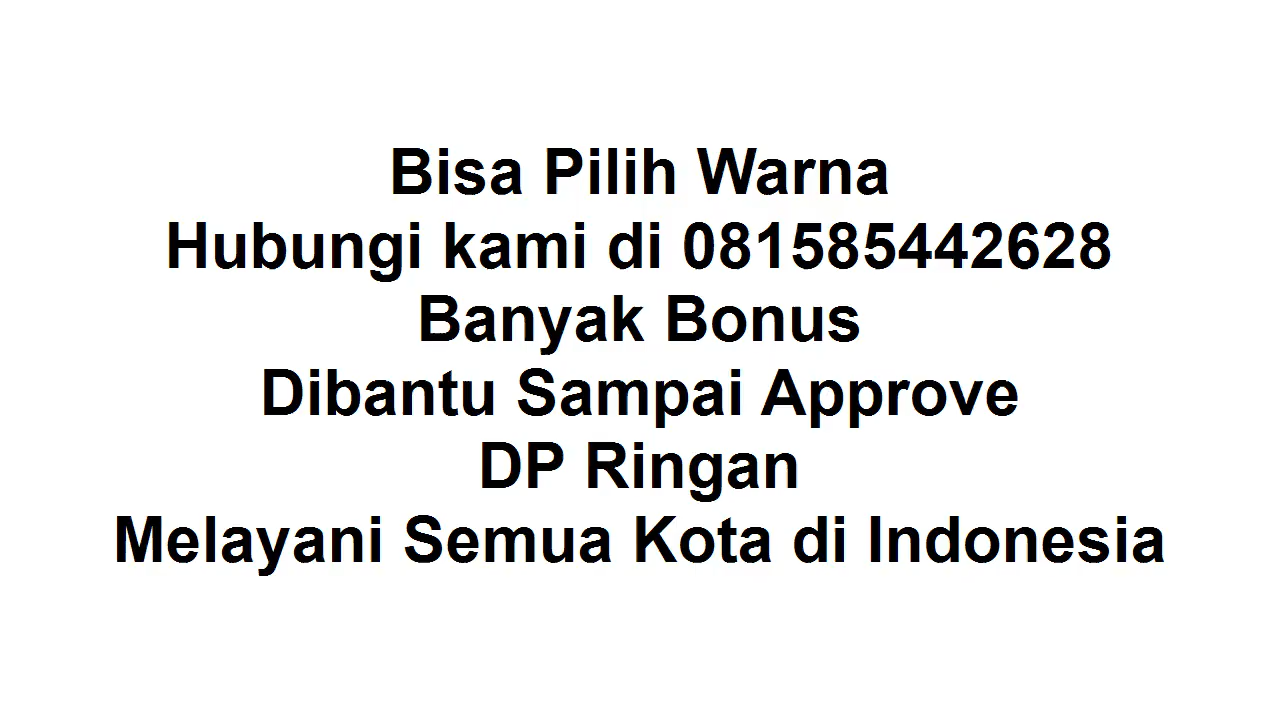 Bisa Pilih Warna
Hubungi kami di 081585442628
Banyak Bonus
Dibantu Sampai Approve
DP Ringan
Melayani Semua Kota di Indonesia